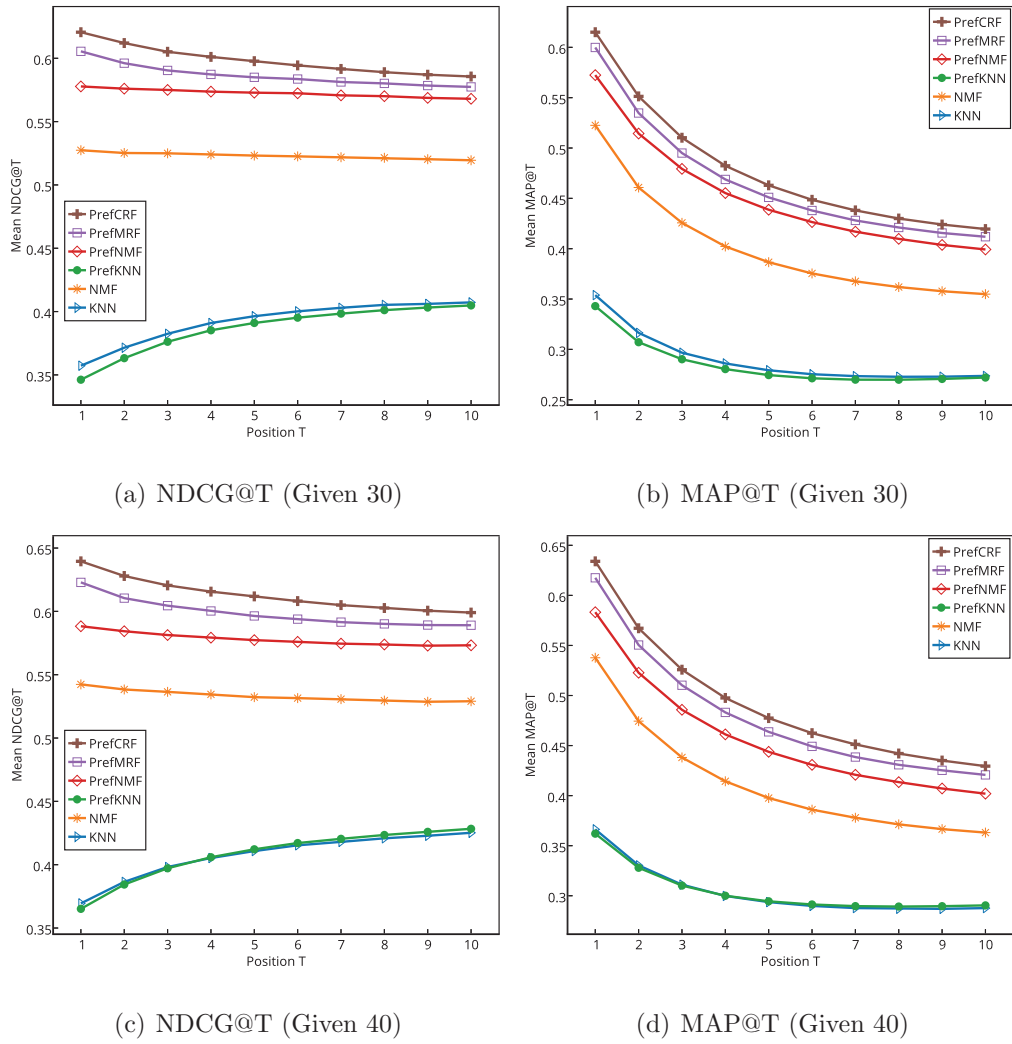 Mean NDCG@T
0.6
0.55
0.5
0.45
0.4
0.35
PrefCRF
PrefMRF
PrefNMF
PrefKNN
NMF
KNN
1 2 3 4 5 6 7 8 9 10
Position T
(a) NDCG@T (Given 30)
Mean MAP@T
0.6
0.55
0.5
0.45
0.4
0.35
0.3
0.25
PrefCRF
PrefMRF
PrefNMF
PrefKNN
NMF
KNN
1 2 3 4 5 6 7 8 9 10
Position T
(b) MAP@T (Given 30)
Mean NDCG@T
0.65
0.6
0.55
0.5
0.45
0.4
0.35
PrefCRF
PrefMRF
PrefNMF
PrefKNN
NMF
KNN
1 2 3 4 5 6 7 8 9 10
Position T
(c) NDCG@T (Given 40)
Mean MAP@T
0.65
0.6
0.55
0.5
0.45
0.4
0.35
0.3
PrefCRF
PrefMRF
PrefNMF
PrefKNN
NMF
KNN
1 2 3 4 5 6 7 8 9 10
Position T
(d) MAP@T (Given 40)